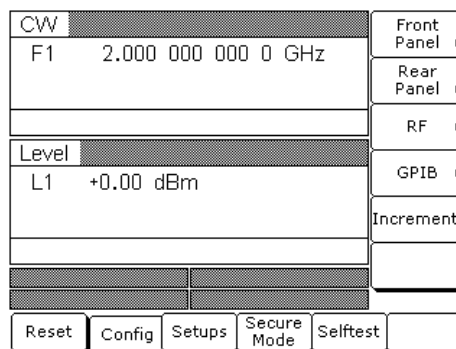 CW
F1 2.000 000 000 0 GHz
Level
L1 +0.00 dBm
Front
Panel
Rear
Panel
RF
GPIB
Increment
Reset
Config
Setups
Secure
Mode
Selftest